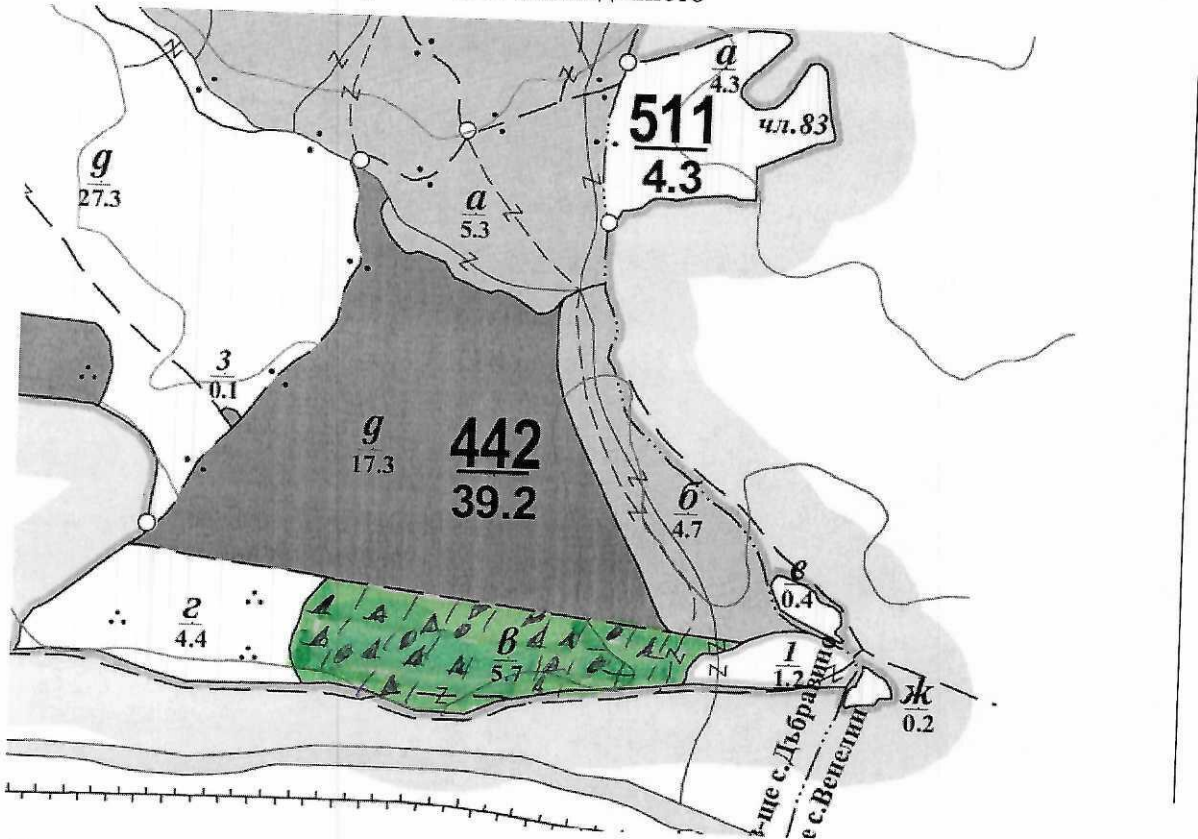 а
4.3
511
4.3
чл.83
д
27.3
а
5.3
3
0.1
д
17.3
442
39.2
б
4.7
в
0.4
г
4.4
в
5.7
1
1.2
ж
0.2
-ще с.Дъбравино
е с.Венелин